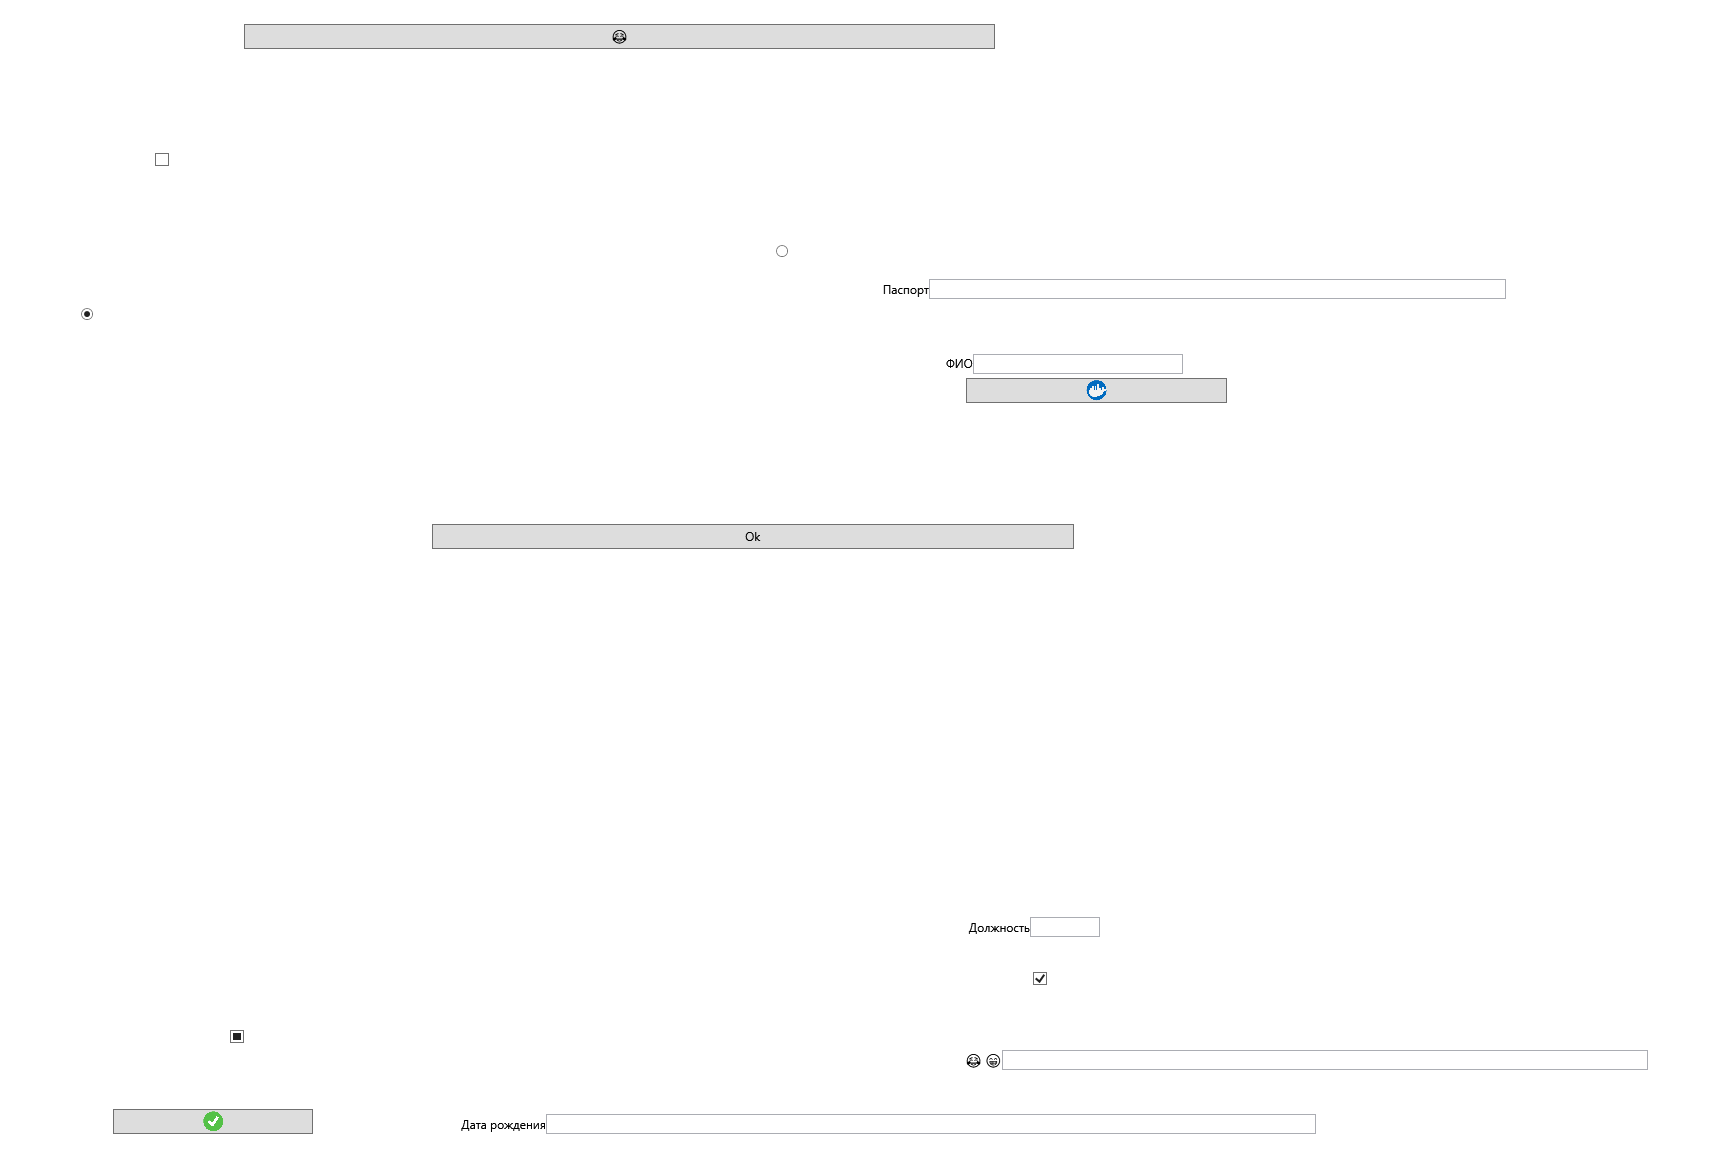 😂
Паспорт
ФИО
Ok
Должность
😂 😁
Дата рождения